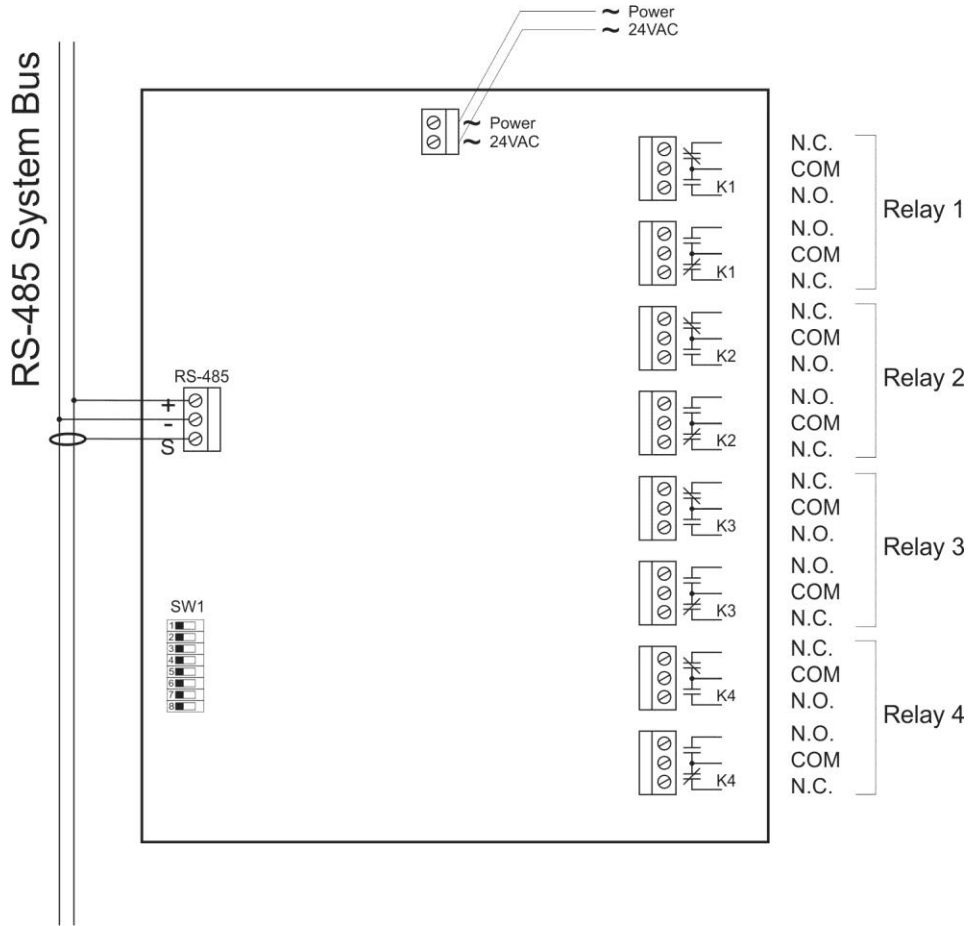 ~ Power
~ 24VAC
RS-485 System Bus
~ Power
~ 24VAC
N.C.
COM
K1 N.O.
Relay 1
N.O.
COM
K1 N.C.
N.C.
COM
K2 N.O.
Relay 2
RS-485
+
-
S
N.O.
COM
K2 N.C.
N.C.
COM
K3 N.O.
Relay 3
N.O.
COM
K3 N.C.
SW1
1
2
3
4
5
6
7
8
N.C.
COM
K4 N.O.
Relay 4
N.O.
COM
K4 N.C.